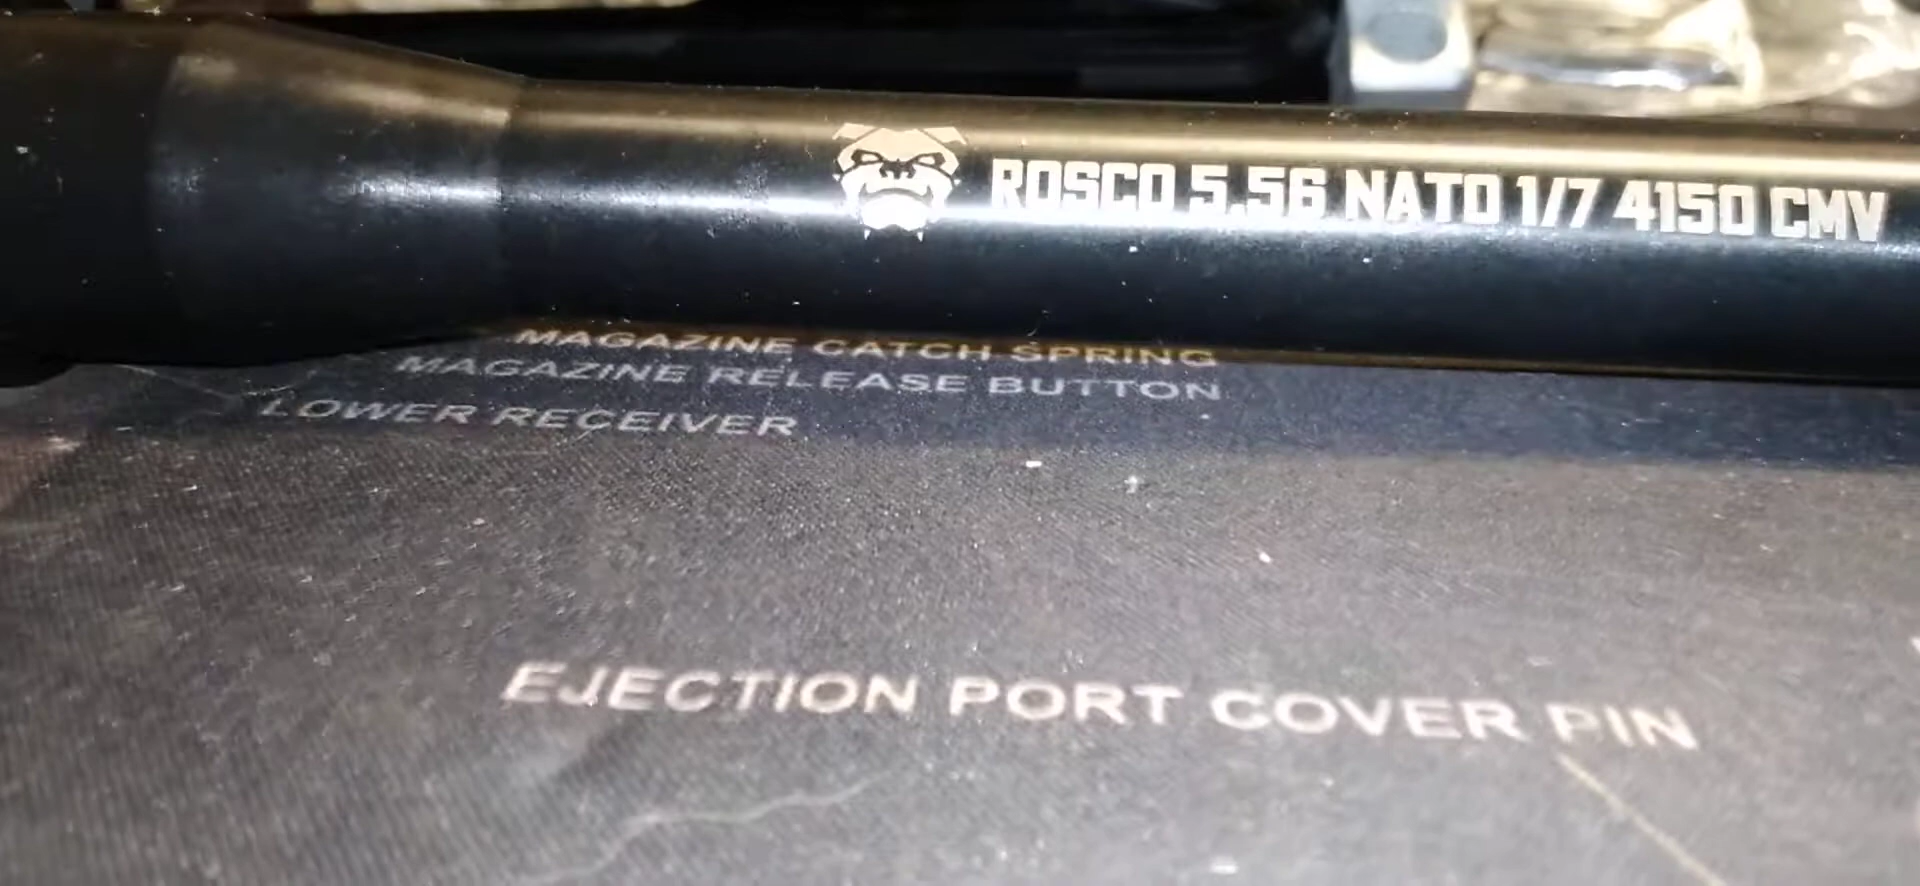 ROSCO 5.56 NATO 1/7 4150 CMV
MAGAZINE CATCH SPRING
MAGAZINE RELEASE BUTTON
LOWER RECEIVER
EJECTION PORT COVER PIN